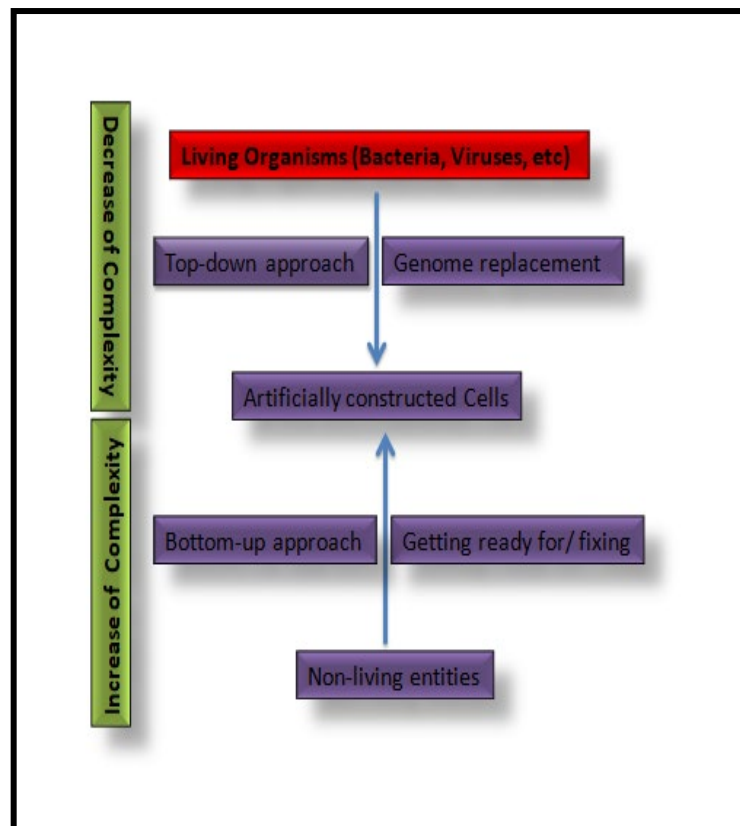 Decrease of Complexity
Living Organisms (Bacteria, Viruses, etc)
Top-down approach
Genome replacement
Artificially constructed Cells
Increase of Complexity
Bottom-up approach
Getting ready for/ fixing
Non-living entities